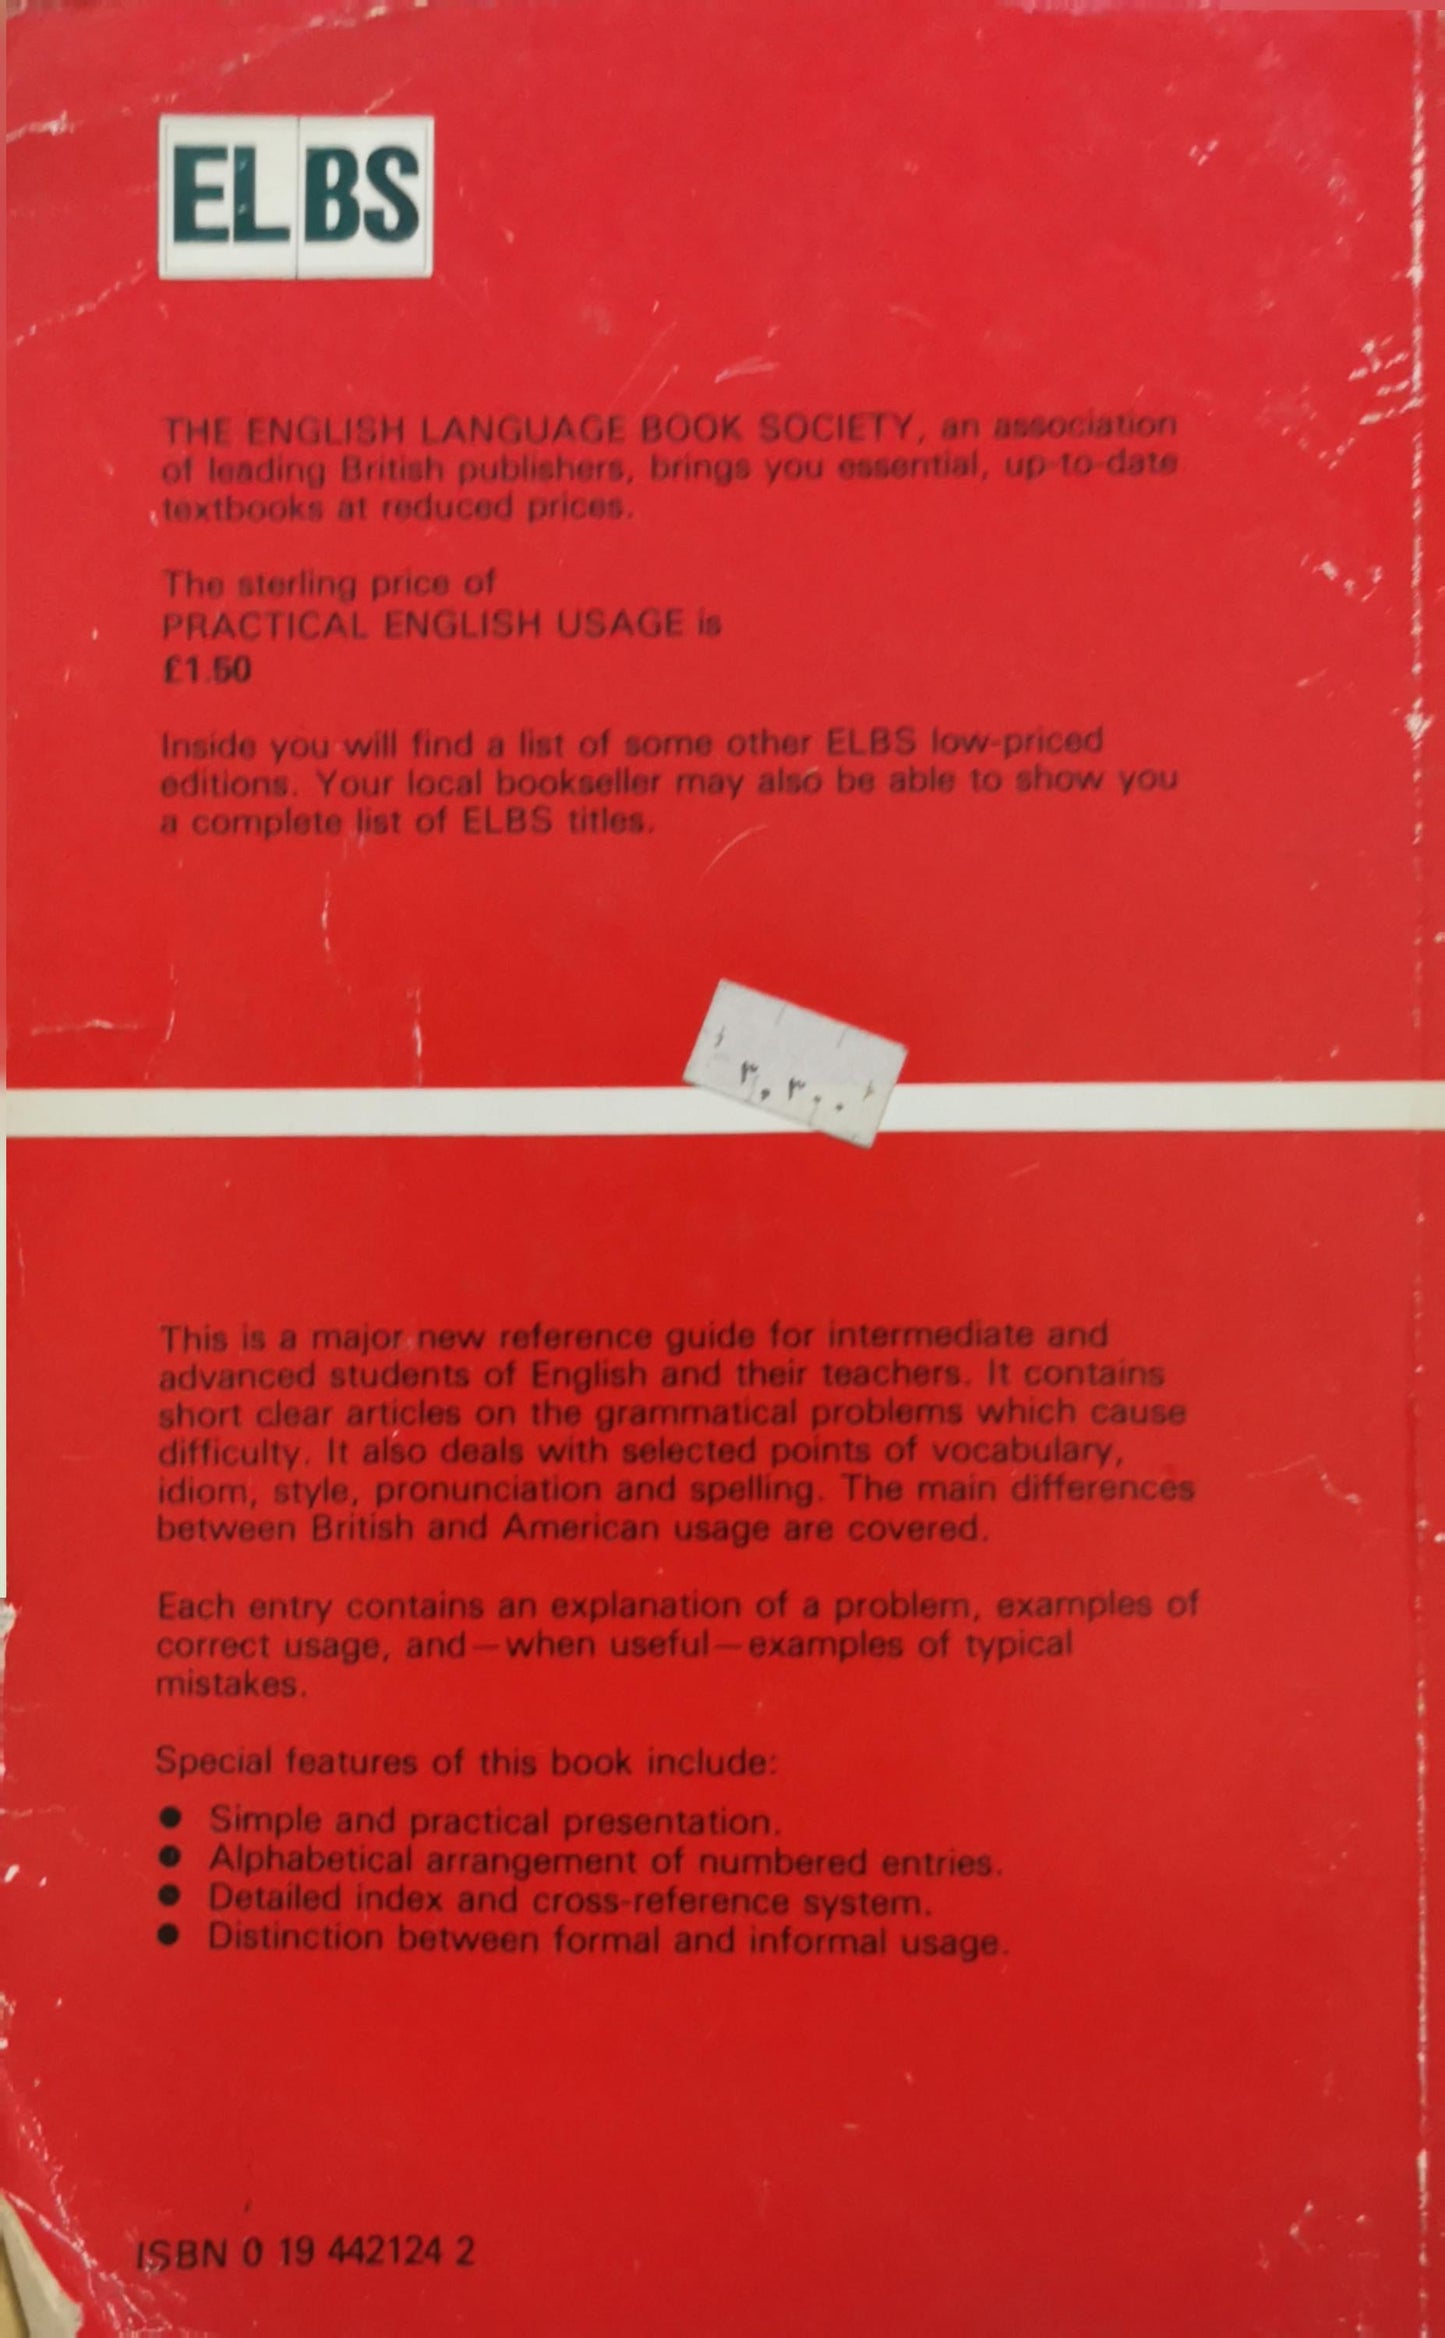 ELBS
THE ENGLISH LANGUAGE BOOK SOCIETY, an association
of leading British publishers, brings you essential, up-to-date
textbooks at reduced prices.
The sterling price of
PRACTICAL ENGLISH USAGE is
£1.50
Inside you will find a list of some other ELBS low-priced
editions. Your local bookseller may also be able to show you
a complete list of ELBS titles.
٣,٣٠٠
This is a major new reference guide for intermediate and
advanced students of English and their teachers. It contains
short clear articles on the grammatical problems which cause
difficulty. It also deals with selected points of vocabulary,
idiom, style, pronunciation and spelling. The main differences
between British and American usage are covered.
Each entry contains an explanation of a problem, examples of
correct usage, and—when useful—examples of typical
mistakes.
Special features of this book include:
● Simple and practical presentation.
● Alphabetical arrangement of numbered entries.
● Detailed index and cross-reference system.
● Distinction between formal and informal usage.
ISBN 0 19 442124 2